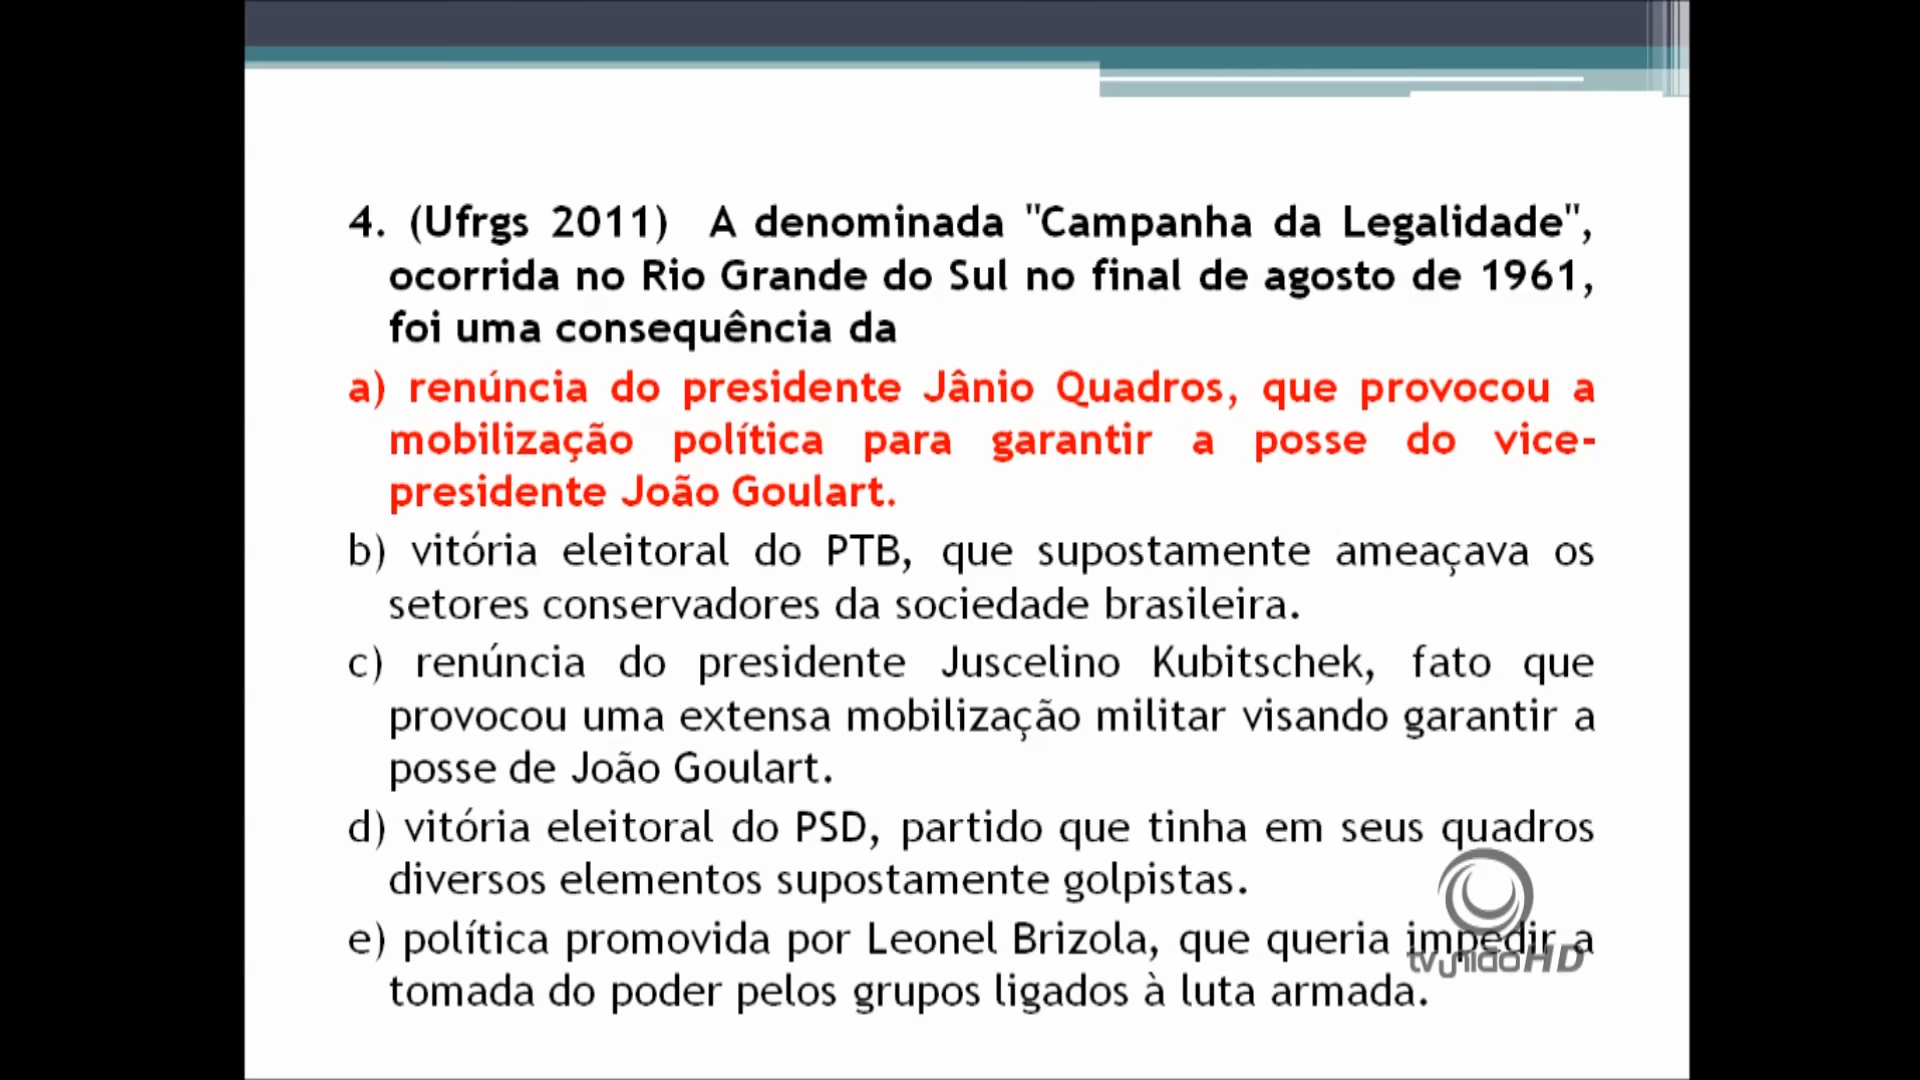 4. (Ufrgs 2011) A denominada "Campanha da Legalidade",
ocorrida no Rio Grande do Sul no final de agosto de 1961,
foi uma consequência da
a) renúncia do presidente Jânio Quadros, que provocou a
mobilização política para garantir a posse do vice-
presidente João Goulart.
b) vitória eleitoral do PTB, que supostamente ameaçava os
setores conservadores da sociedade brasileira.
c) renúncia do presidente Juscelino Kubitschek, fato que
provocou uma extensa mobilização militar visando garantir a
posse de João Goulart.
d) vitória eleitoral do PSD, partido que tinha em seus quadros
diversos elementos supostamente golpistas.
e) política promovida por Leonel Brizola, que queria impedir a
tvuniãoHD
tomada do poder pelos grupos ligados à luta armada.